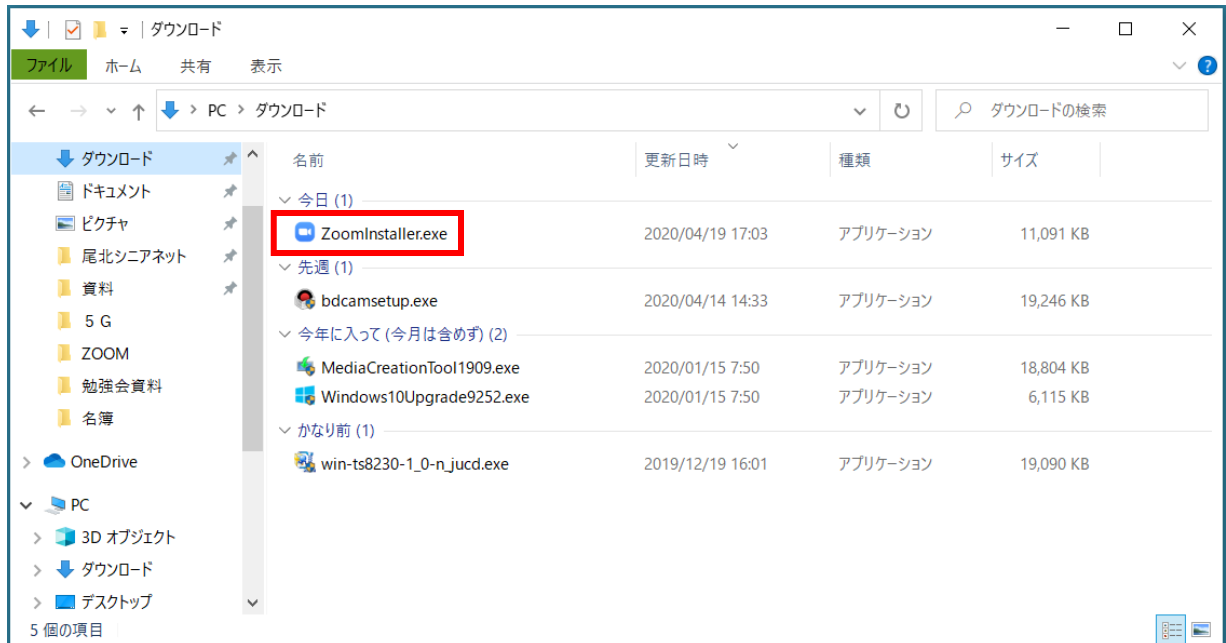 ダウンロード
ファイル ホーム 共有 表示
PC ダウンロード ダウンロードの検索
ダウンロード
ドキュメント
ピクチャ
尾北シニアネット
資料
5 G
ZOOM
勉強会資料
名簿
OneDrive
PC
3D オブジェクト
ダウンロード
デスクトップ
名前 更新日時 種類 サイズ
今日 (1)
ZoomInstaller.exe 2020/04/19 17:03 アプリケーション 11,091 KB
先週 (1)
bdcamsetup.exe 2020/04/14 14:33 アプリケーション 19,246 KB
今年に入って (今月は含めず) (2)
MediaCreationTool1909.exe 2020/01/15 7:50 アプリケーション 18,804 KB
Windows10Upgrade9252.exe 2020/01/15 7:50 アプリケーション 6,115 KB
かなり前 (1)
win-ts8230-1_0-n_jucd.exe 2019/12/19 16:01 アプリケーション 19,090 KB
5 個の項目